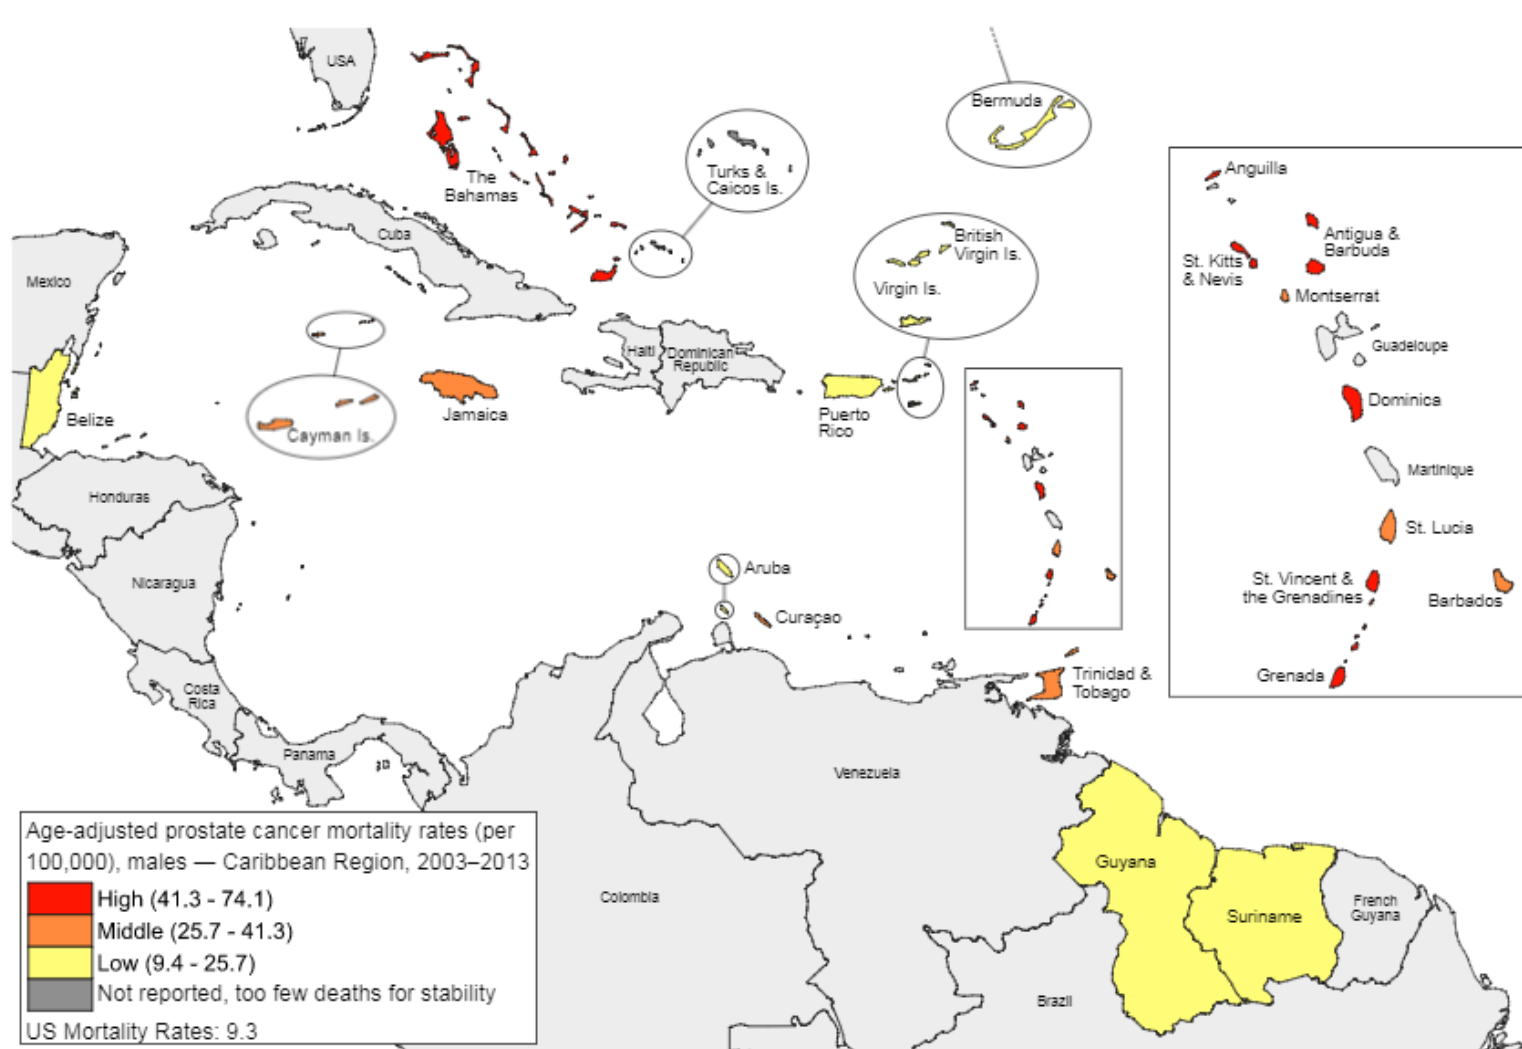 USA
Bermuda
The
Bahamas
Turks &
Caicos Is.
Cuba
British
Virgin Is.
Virgin Is.
Mexico
Haiti
Dominican
Republic
Belize
Cayman Is.
Jamaica
Puerto
Rico
Honduras
Nicaragua
Aruba
Curaçao
Costa
Rica
Panama
Trinidad &
Tobago
Venezuela
Colombia
Guyana
Suriname
French
Guyana
Brazil
Anguilla
Antigua &
Barbuda
St. Kitts
& Nevis
Montserrat
Guadeloupe
Dominica
Martinique
St. Lucia
St. Vincent &
the Grenadines
Barbados
Grenada
Age-adjusted prostate cancer mortality rates (per
100,000), males — Caribbean Region, 2003–2013
High (41.3 - 74.1)
Middle (25.7 - 41.3)
Low (9.4 - 25.7)
Not reported, too few deaths for stability
US Mortality Rates: 9.3